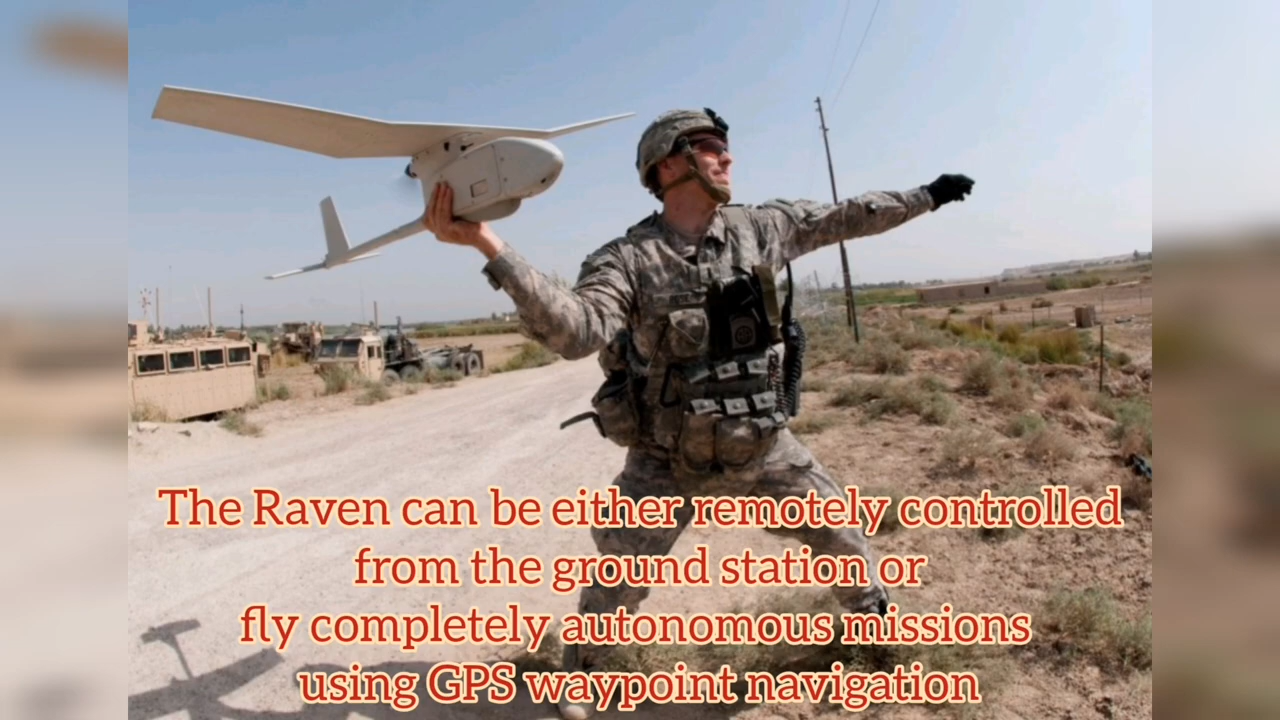 The Raven can be either remotely controlled
from the ground station or
fly completely autonomous missions
using GPS waypoint navigation